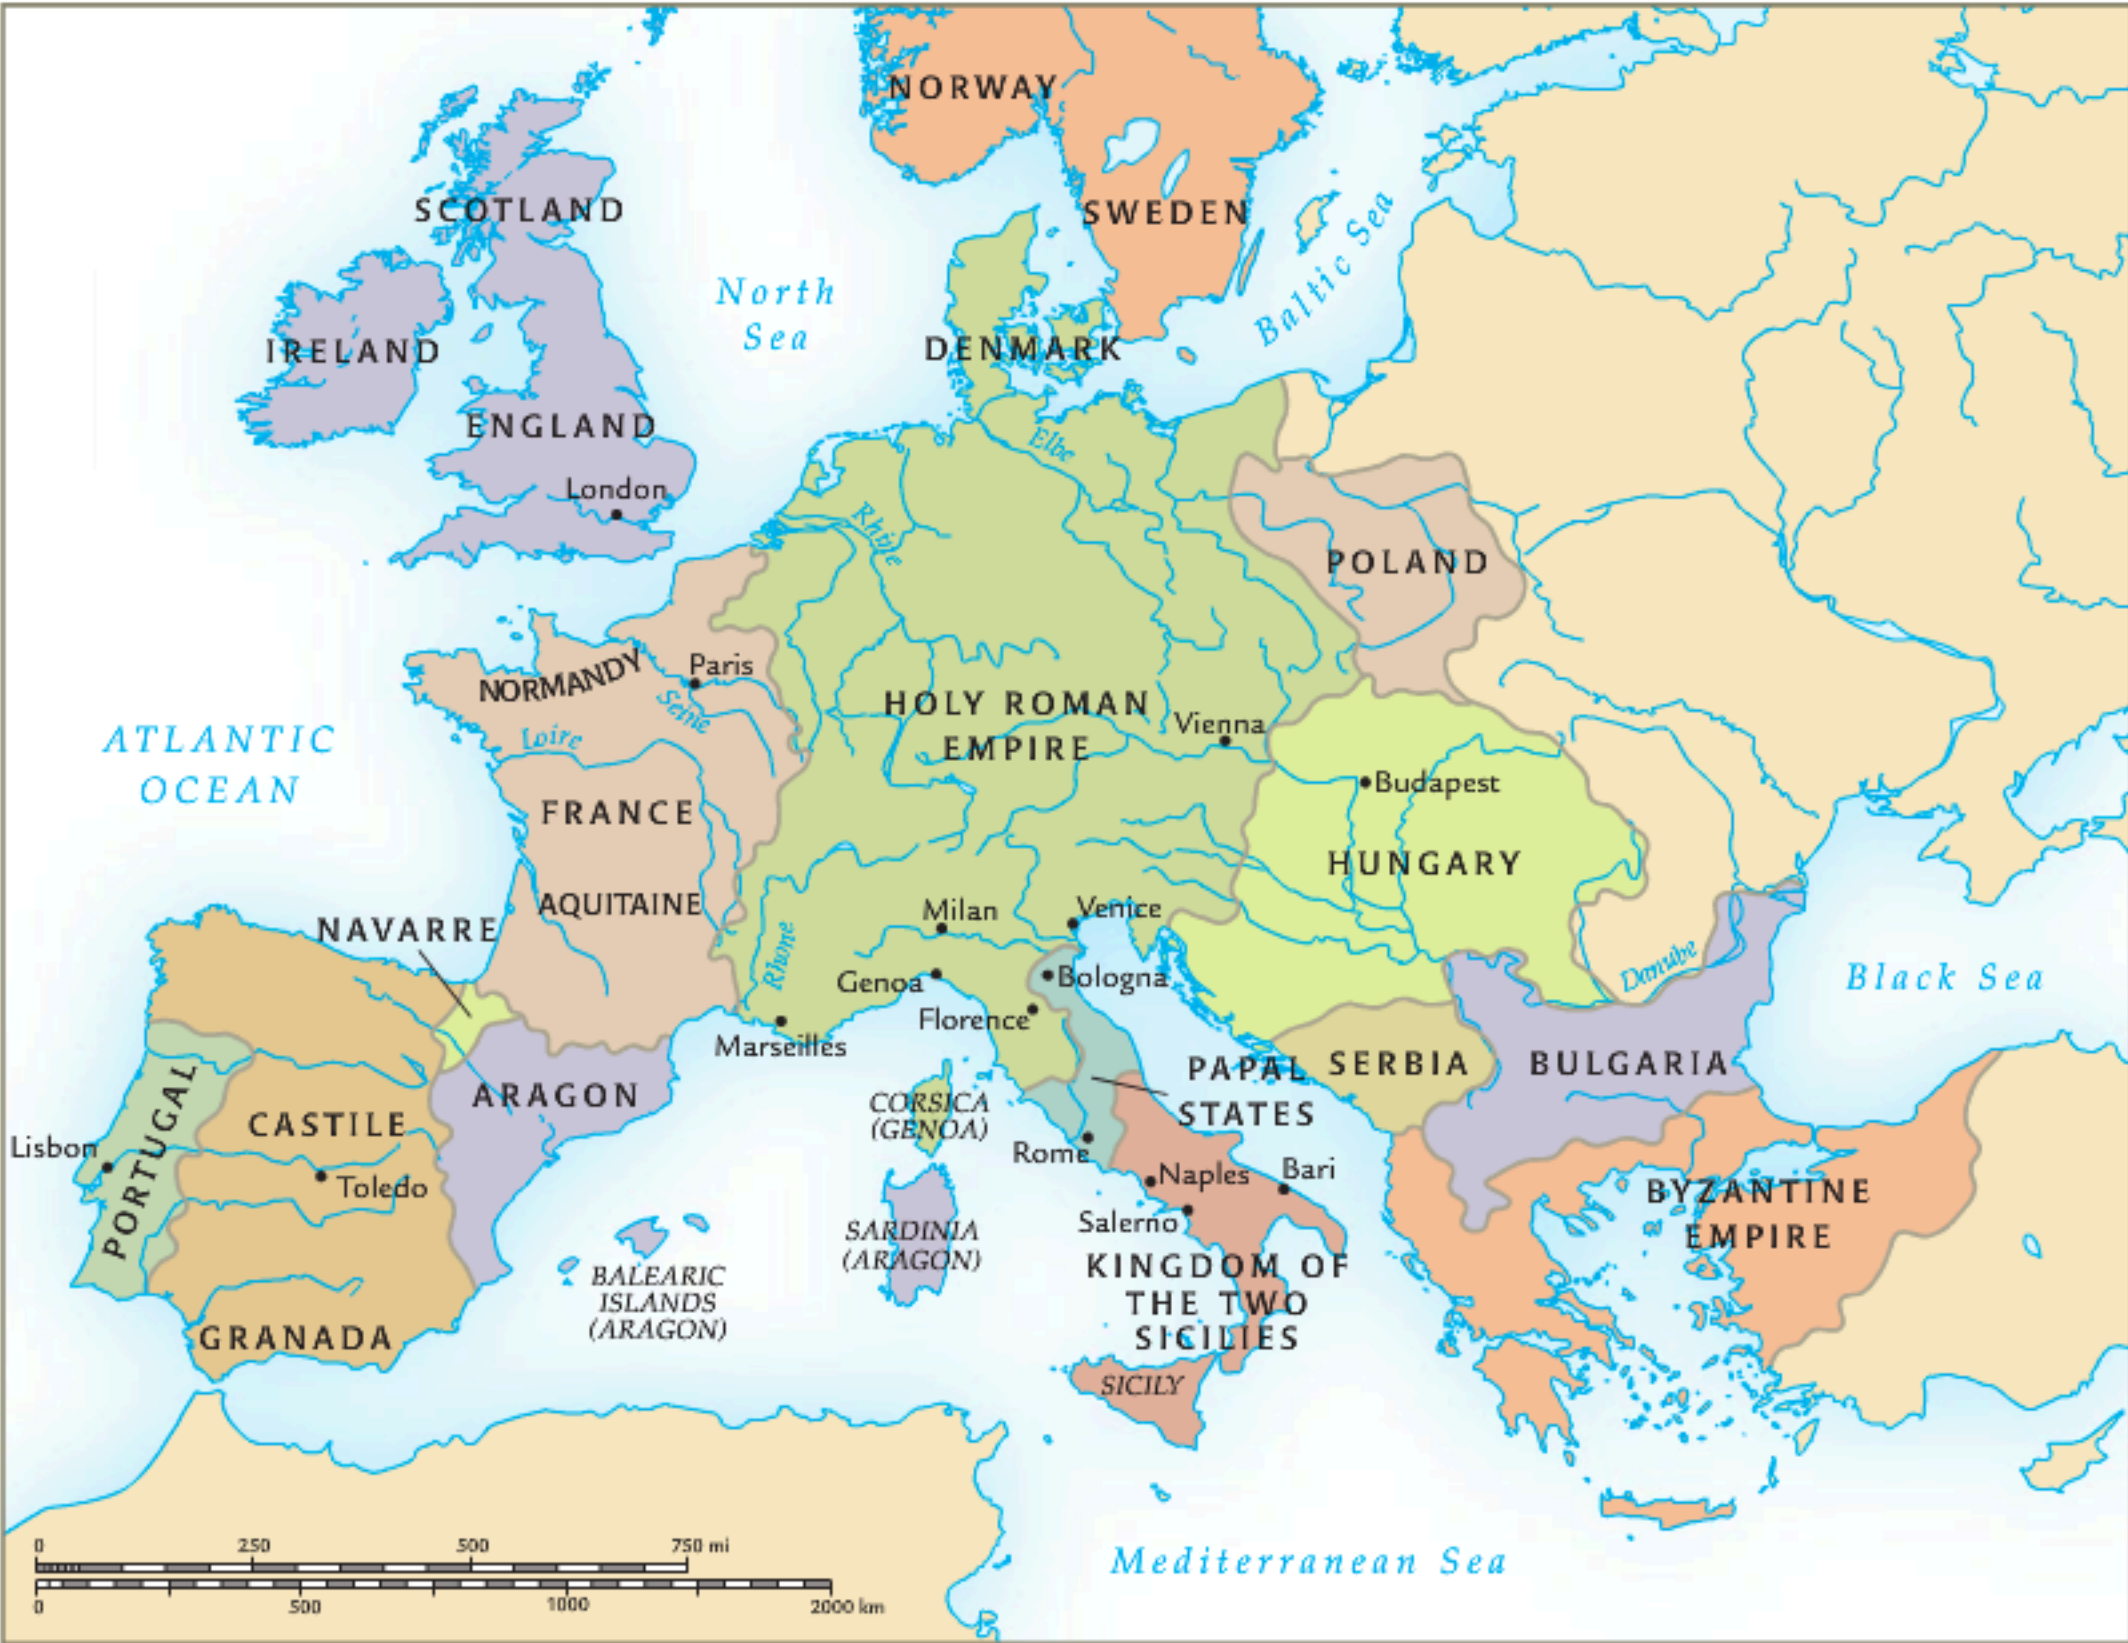 NORWAY
SWEDEN
SCOTLAND
IRELAND
ENGLAND
London
North
Sea
Baltic Sea
DENMARK
Elbe
Rhine
POLAND
ATLANTIC
OCEAN
NORMANDY
Paris
Seine
Loire
FRANCE
AQUITAINE
HOLY ROMAN
EMPIRE
Vienna
Budapest
HUNGARY
NAVARRE
Milan
Venice
Rhone
Genoa
Bologna
Florence
Marseilles
Danube
Black Sea
PORTUGAL
Lisbon
CASTILE
Toledo
ARAGON
GRANADA
CORSICA
(GENOA)
PAPAL
STATES
SERBIA
BULGARIA
Rome
Naples
Bari
Salerno
SARDINIA
(ARAGON)
BALEARIC
ISLANDS
(ARAGON)
KINGDOM OF
THE TWO
SICILIES
SICILY
BYZANTINE
EMPIRE
Mediterranean Sea
0 250 500 750 mi
0 500 1000 2000 km